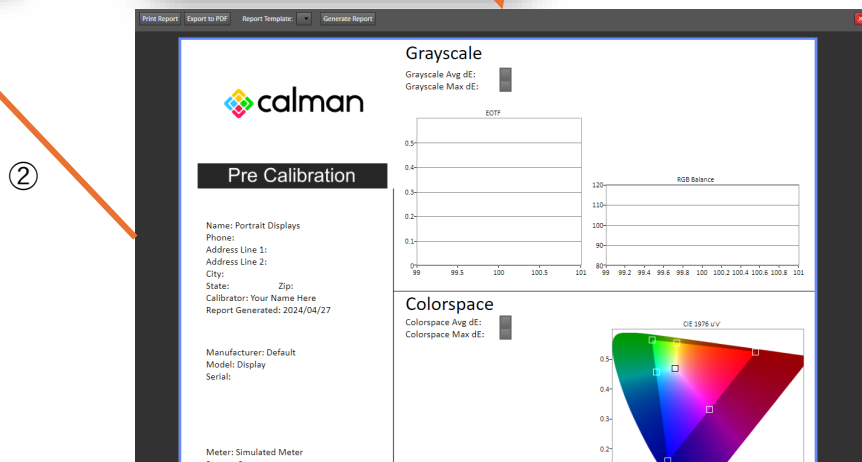 Print Report Export to PDF Report Template: Generate Report
②
calman
Pre Calibration
Name: Portrait Displays
Phone:
Address Line 1:
Address Line 2:
City:
State: Zip:
Calibrator: Your Name Here
Report Generated: 2024/04/27
Manufacturer: Default
Model: Display
Serial:
Meter: Simulated Meter
Grayscale
Grayscale Avg dE:
Grayscale Max dE:
EOTF
0.5
0.4
0.3
0.2
0.1
0
99 99.5 100 100.5 101
RGB Balance
120
110
100
90
80
99 99.2 99.4 99.6 99.8 100 100.2 100.4 100.6 100.8 101
Colorspace
Colorspace Avg dE:
Colorspace Max dE:
CIE 1976 u'v'
0.5
0.4
0.3
0.2